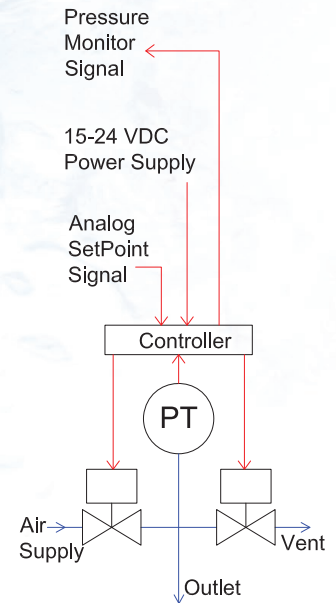 Pressure
Monitor
Signal
15-24 VDC
Power Supply
Analog
SetPoint
Signal
Controller
PT
Air
Supply
Vent
Outlet